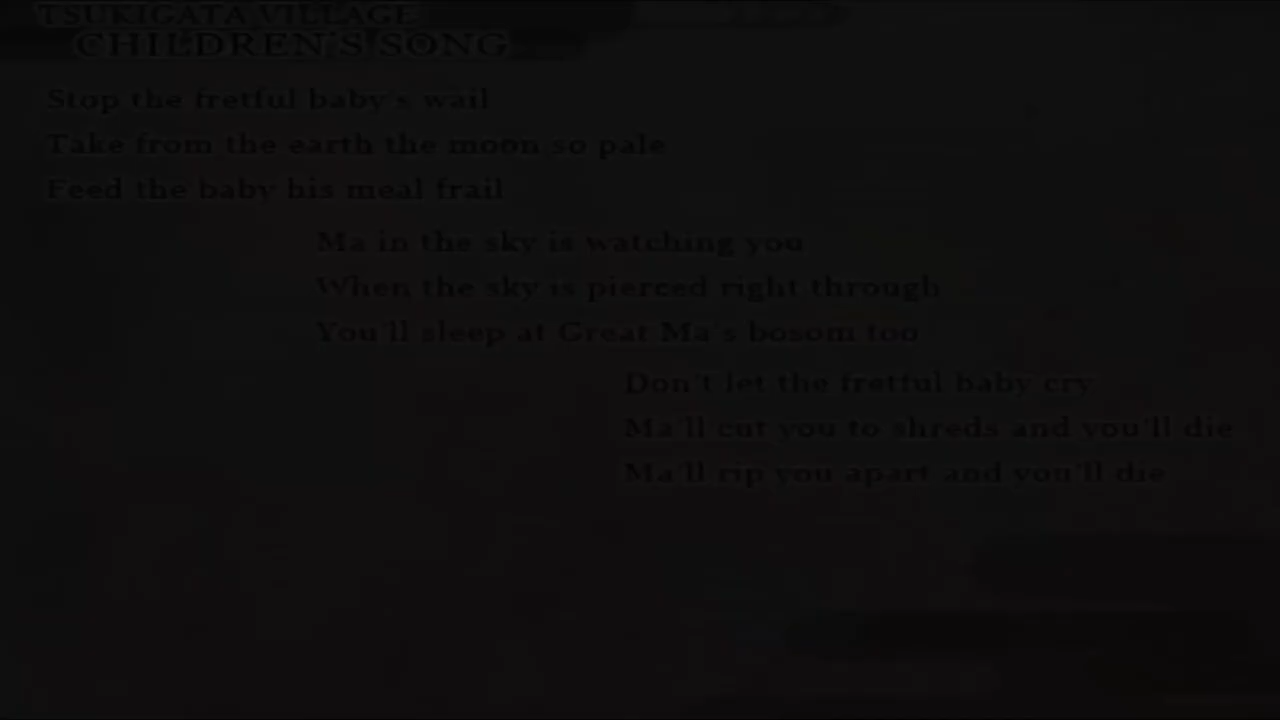 TSUKIGATA VILLAGE
CHILDREN'S SONG
Stop the fretful baby's wail
Take from the earth the moon so pale
Feed the baby his meal frail
Ma in the sky is watching you
When the sky is pierced right through
You'll sleep at Great Ma's bosom too
Don't let the fretful baby cry
Ma'll cut you to shreds and you'll die
Ma'll rip you apart and you'll die